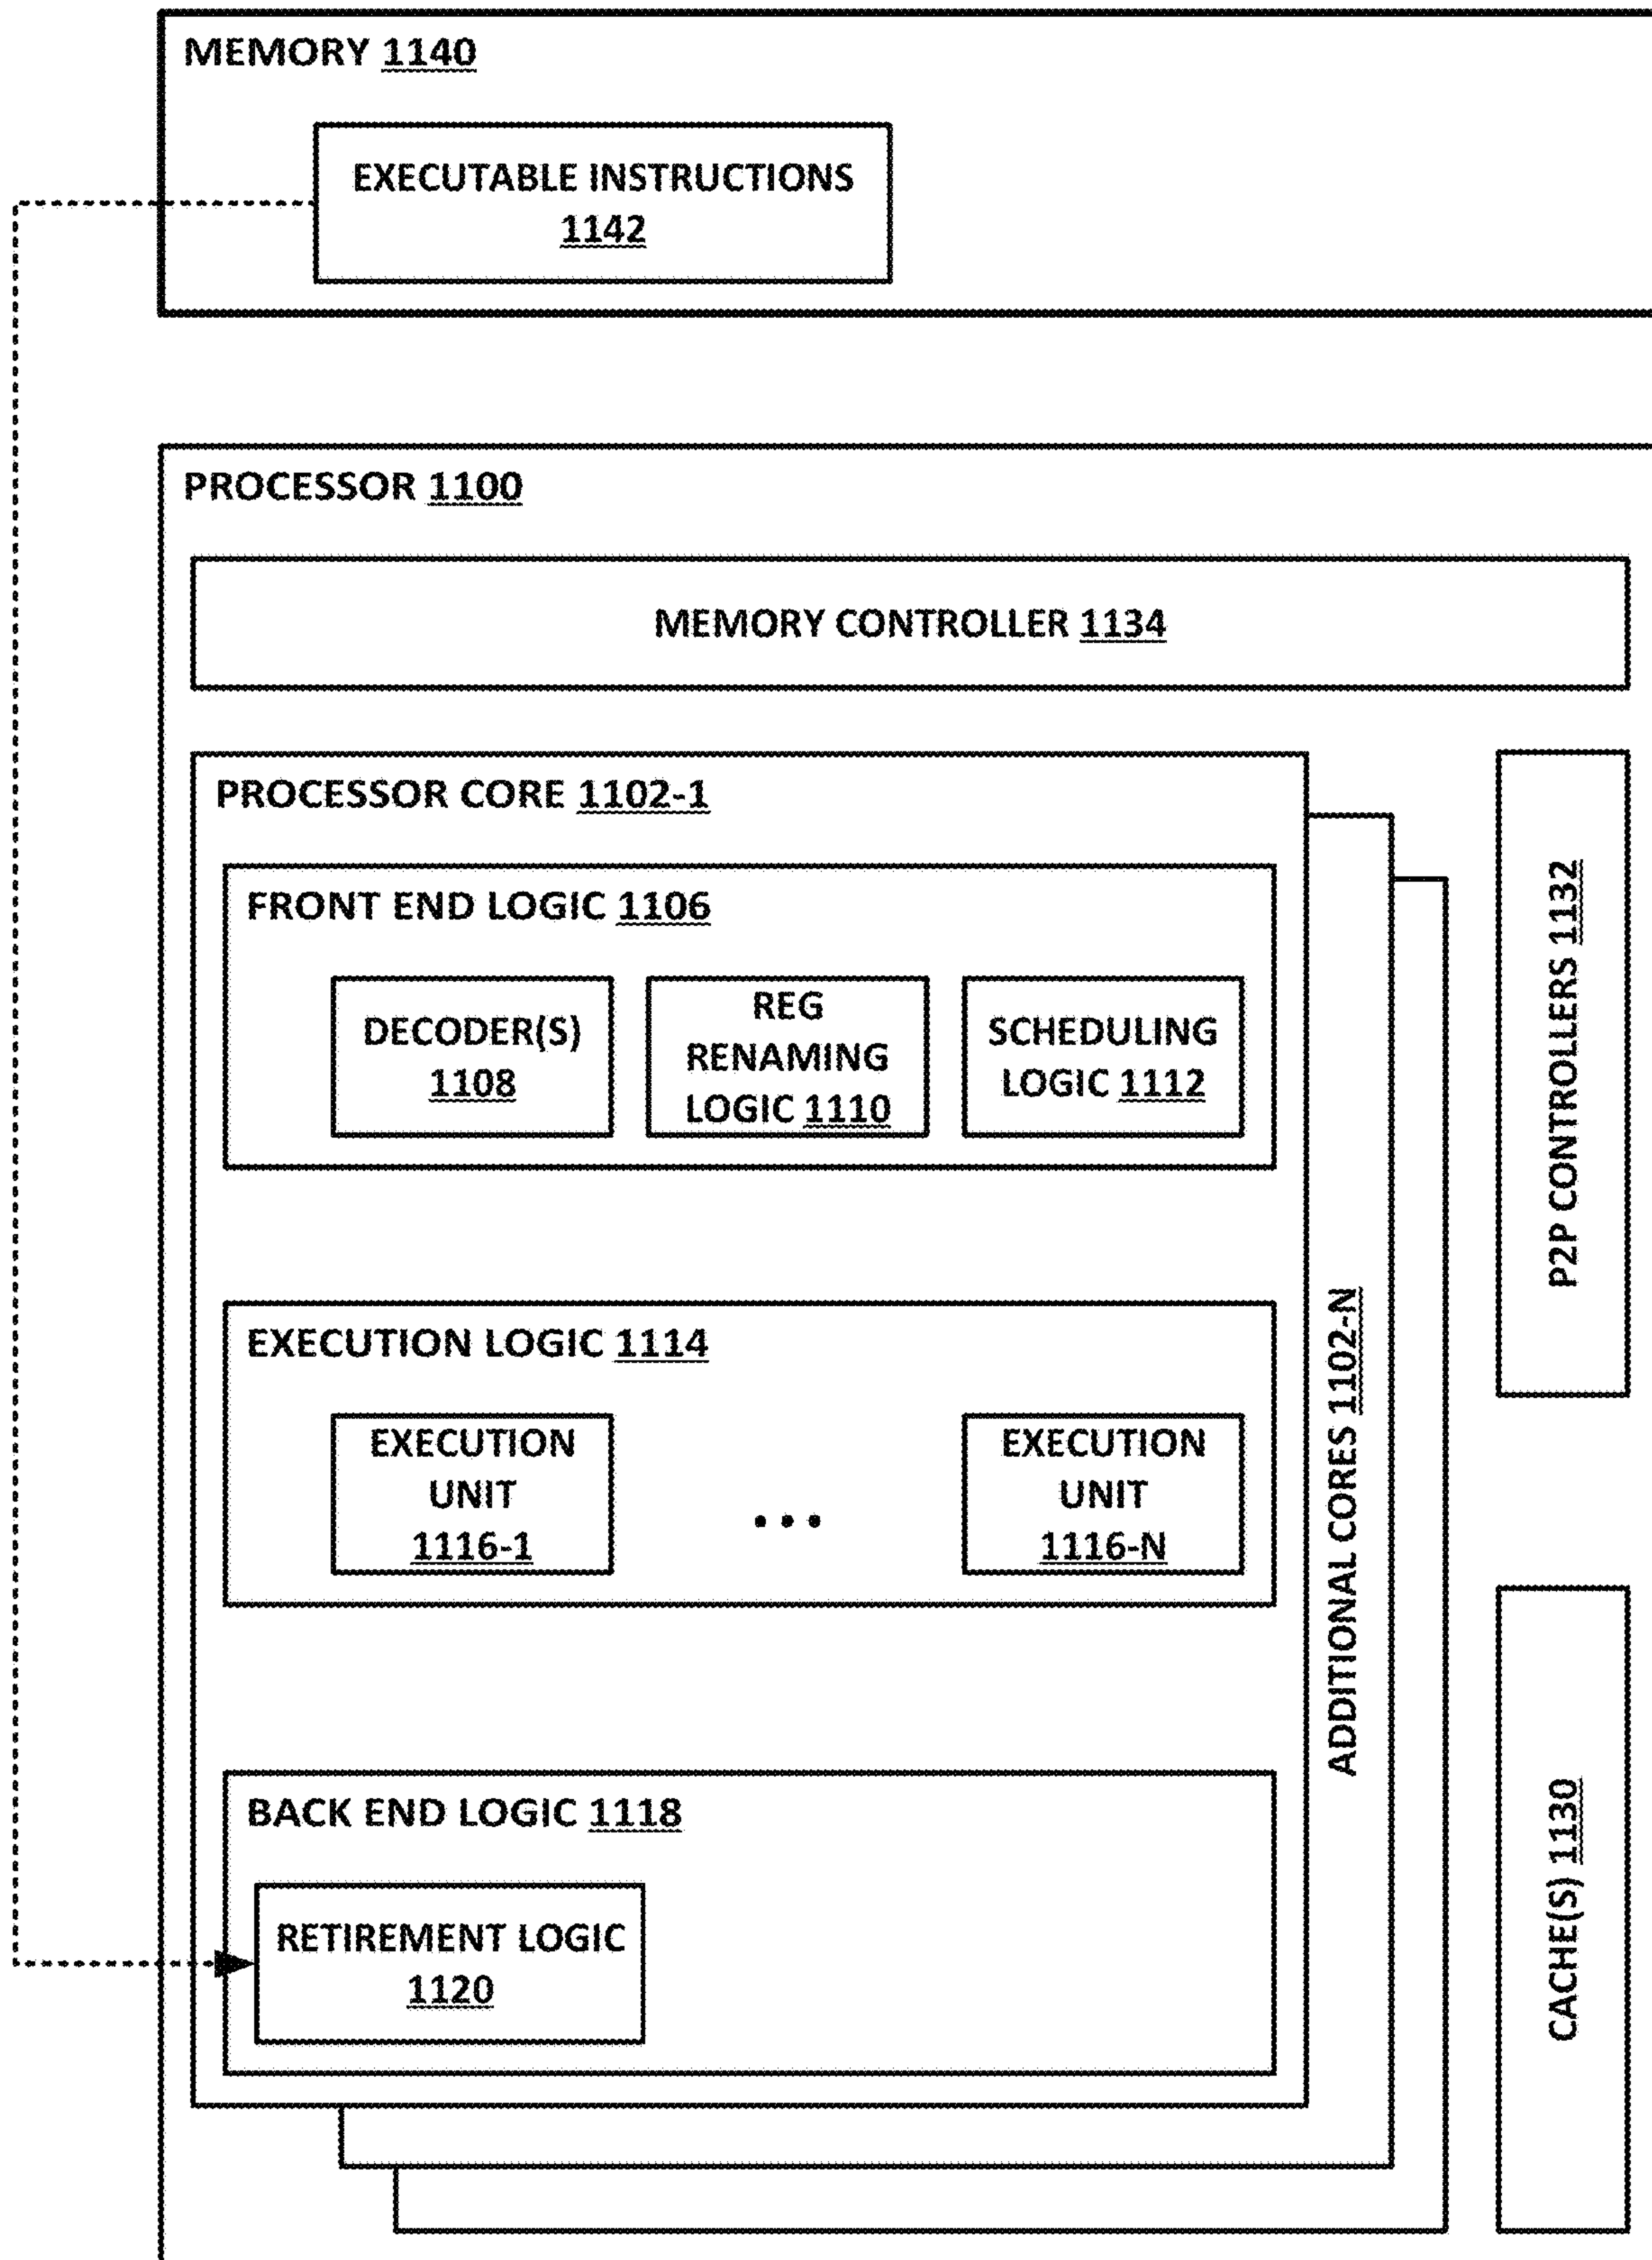 MEMORY 1140
EXECUTABLE INSTRUCTIONS
1142
PROCESSOR 1100
MEMORY CONTROLLER 1134
PROCESSOR CORE 1102-1
FRONT END LOGIC 1106
DECODER(S)
1108
REG
RENAMING
LOGIC 1110
SCHEDULING
LOGIC 1112
EXECUTION LOGIC 1114
EXECUTION
UNIT
1116-1
...
EXECUTION
UNIT
1116-N
BACK END LOGIC 1118
RETIREMENT LOGIC
1120
ADDITIONAL CORES 1102-N
P2P CONTROLLERS 1132
CACHE(S) 1130